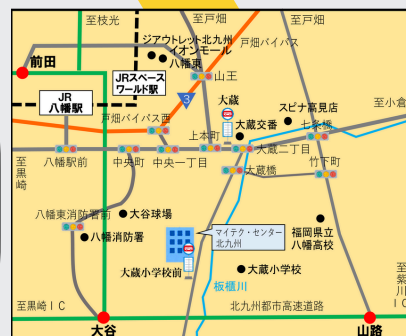 至枝光
至戸畑
至戸畑
ジアウトレット北九州
イオンモール
八幡東
戸畑バイパス
前田
JRスペース
ワールド駅
山王
3
JR
八幡駅
大蔵
スピナ高見店
至小倉
戸畑バイパス西
上本町
大蔵交番
七条橋
至黒崎
八幡駅前
中央町
中央一丁目
大蔵二丁目
大蔵橋
竹下町
八幡東消防署前
大谷球場
八幡消防署
マイテク・センター
北九州
福岡県立
八幡高校
大蔵小学校前
大蔵小学校
板櫃川
至紫川IC
至黒崎IC
北九州都市高速道路
大谷
山路